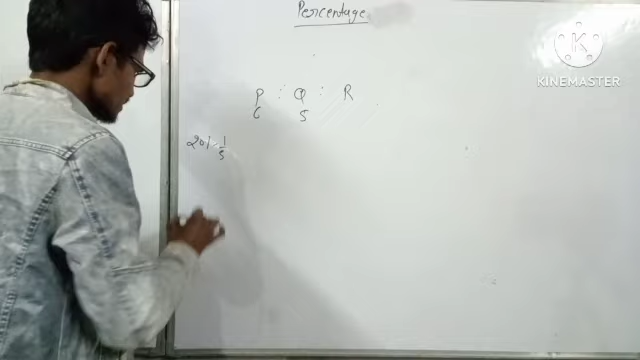 Percentage
K
KINEMASTER
P : Q : R
6 5
20% 1/5